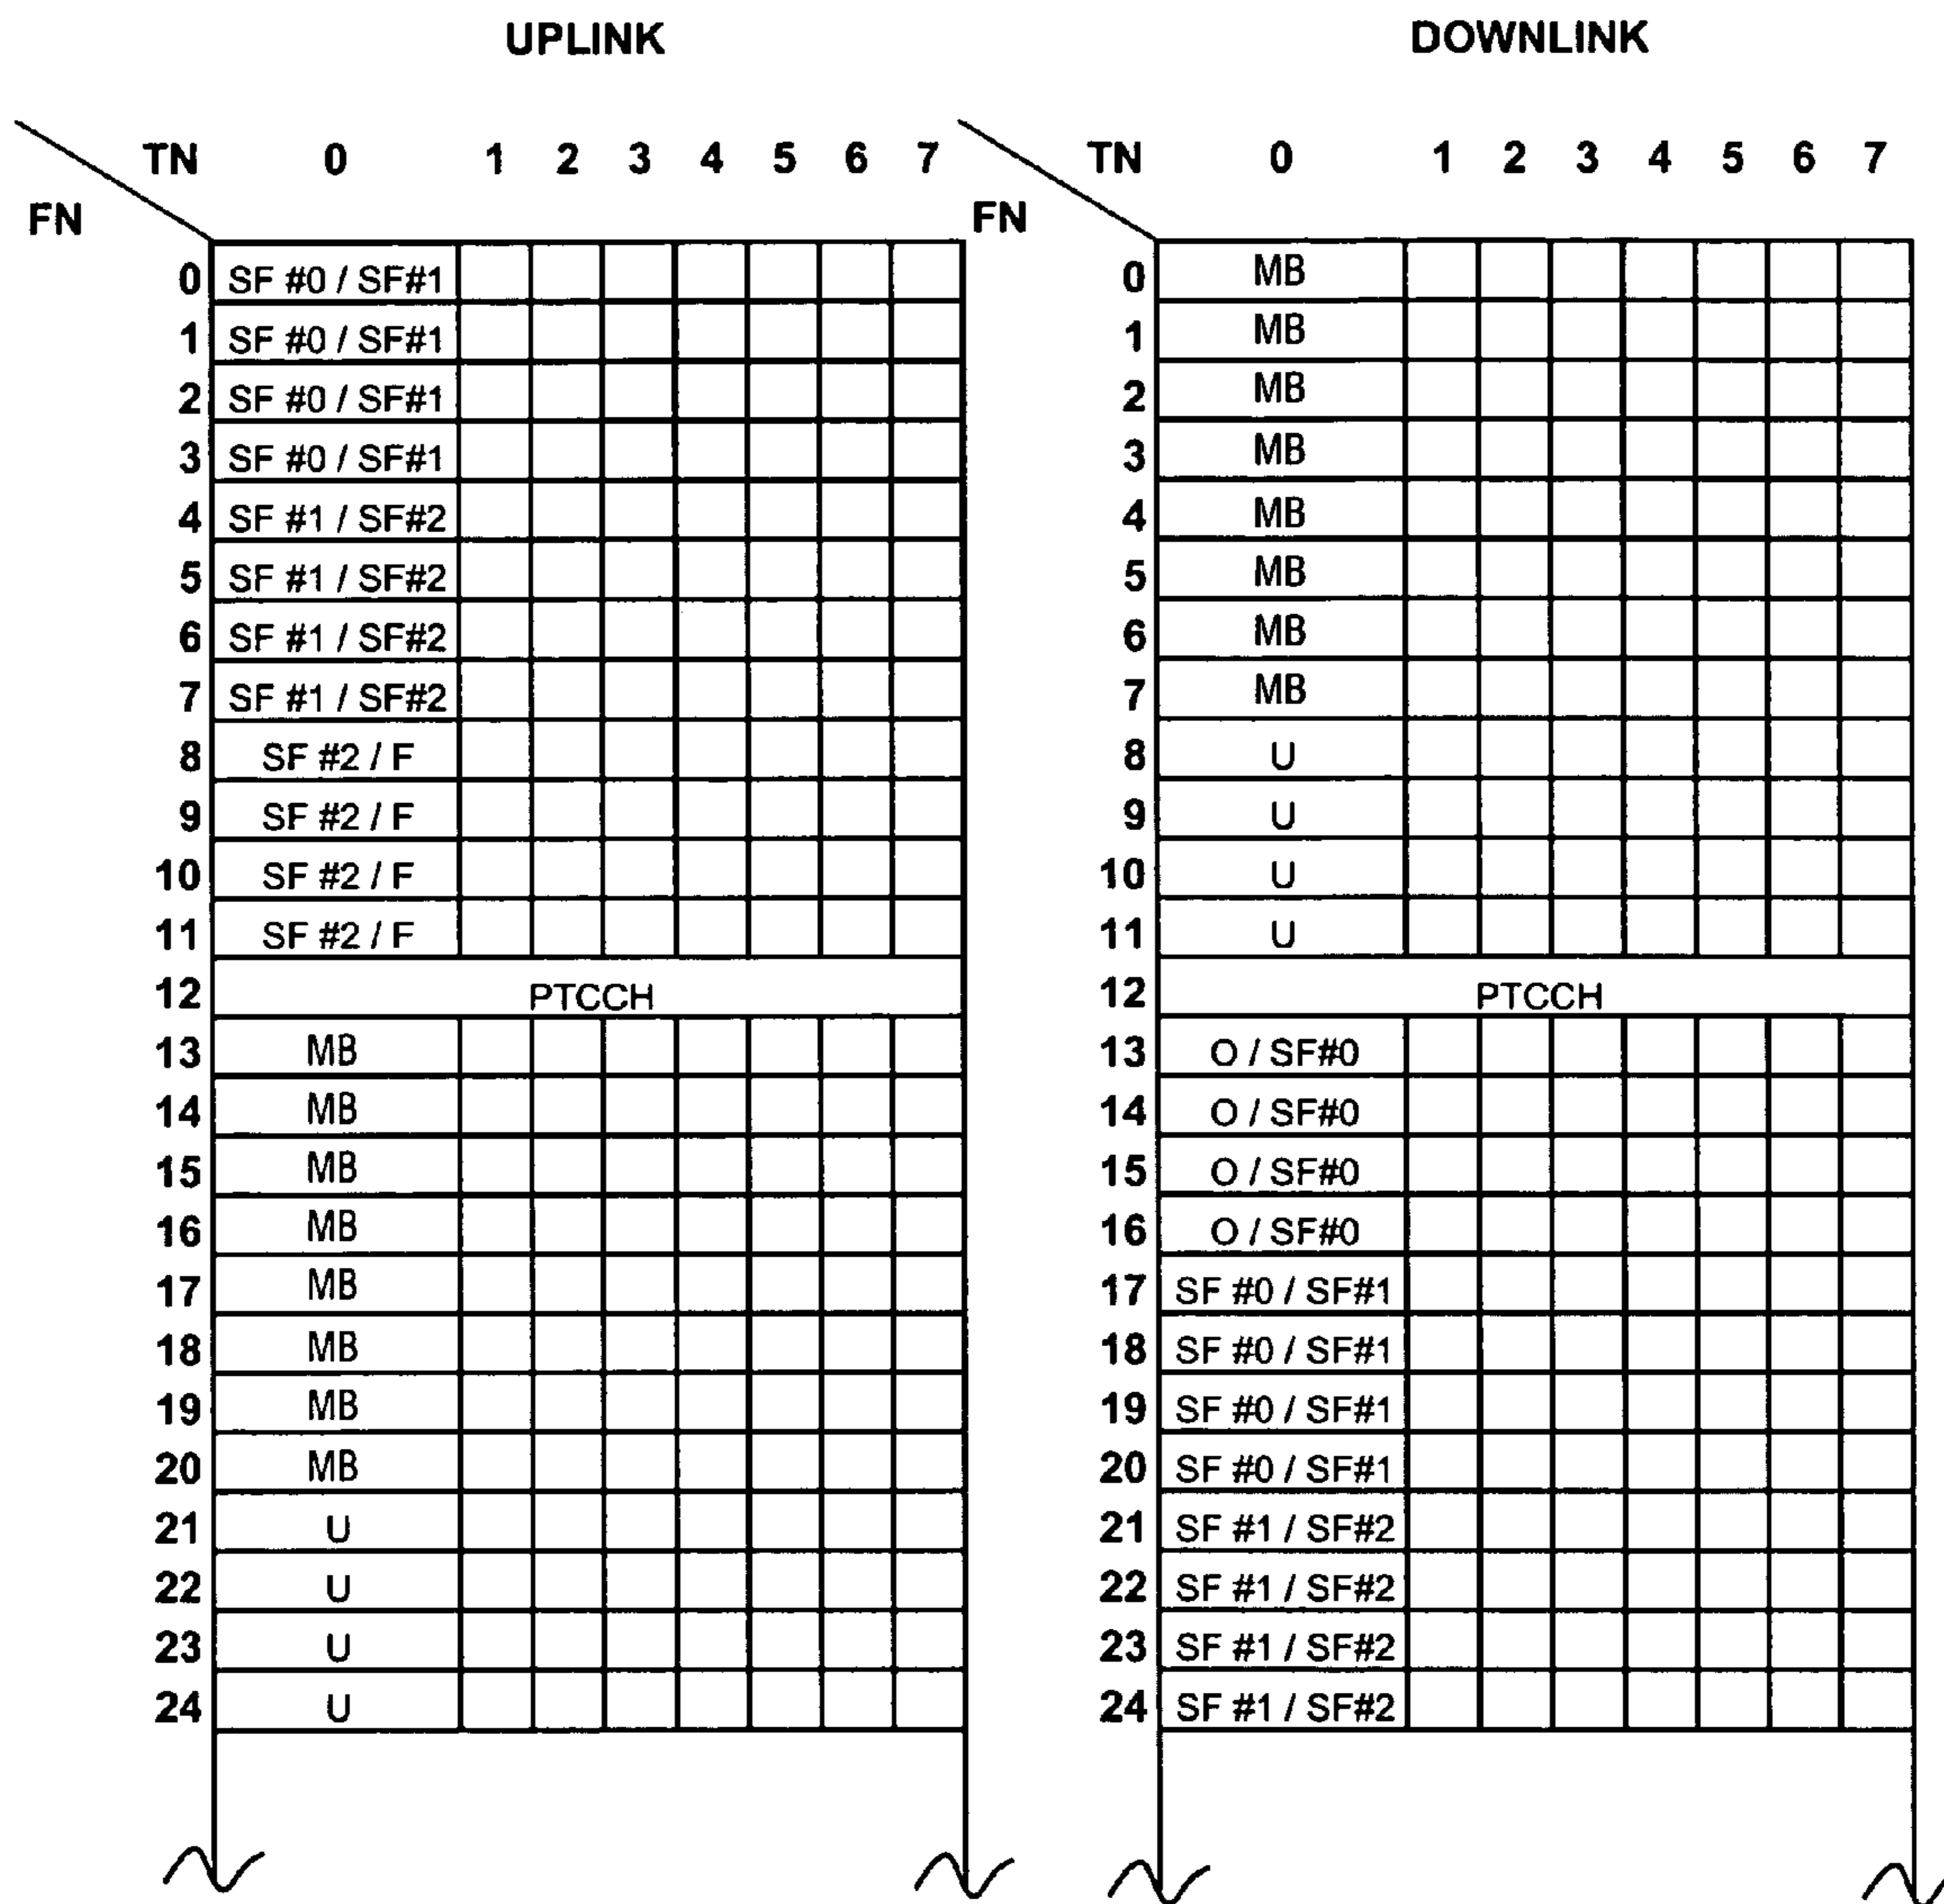 UPLINK DOWNLINK
TN 0 1 2 3 4 5 6 7 TN 0 1 2 3 4 5 6 7
FN FN
0 SF #0 / SF#1 0 MB
1 SF #0 / SF#1 1 MB
2 SF #0 / SF#1 2 MB
3 SF #0 / SF#1 3 MB
4 SF #1 / SF#2 4 MB
5 SF #1 / SF#2 5 MB
6 SF #1 / SF#2 6 MB
7 SF #1 / SF#2 7 MB
8 SF #2 / F 8 U
9 SF #2 / F 9 U
10 SF #2 / F 10 U
11 SF #2 / F 11 U
12 PTCCH 12 PTCCH
13 MB 13 O / SF#0
14 MB 14 O / SF#0
15 MB 15 O / SF#0
16 MB 16 O / SF#0
17 MB 17 SF #0 / SF#1
18 MB 18 SF #0 / SF#1
19 MB 19 SF #0 / SF#1
20 MB 20 SF #0 / SF#1
21 U 21 SF #1 / SF#2
22 U 22 SF #1 / SF#2
23 U 23 SF #1 / SF#2
24 U 24 SF #1 / SF#2